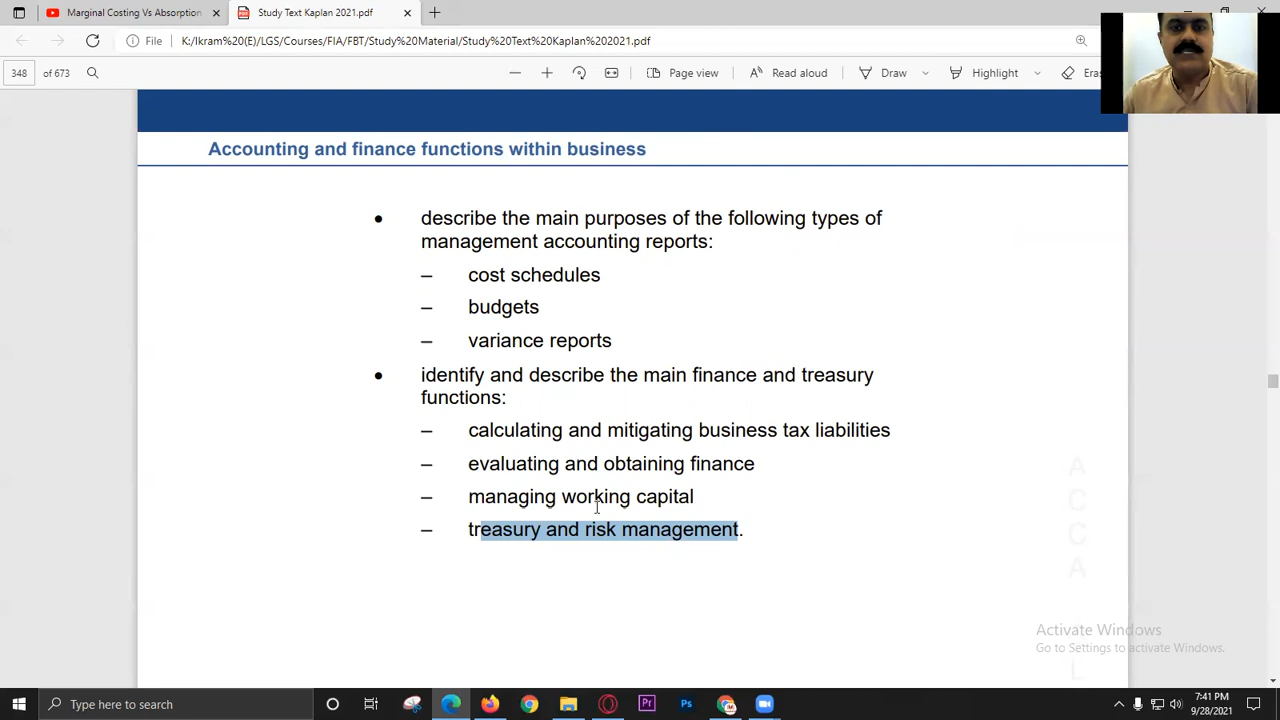 Marginal Costing Vs Absorption
Study Text Kaplan 2021.pdf
File
K:/Ikram%20(E)/LGS/Courses/FIA/FBT/Study%20Material/Study%20Text%20Kaplan%202021.pdf
348 of 673
Page view
Read aloud
Draw
Highlight
Accounting and finance functions within business
• describe the main purposes of the following types of
management accounting reports:
– cost schedules
– budgets
– variance reports
• identify and describe the main finance and treasury
functions:
– calculating and mitigating business tax liabilities
– evaluating and obtaining finance
– managing working capital
– treasury and risk management.
A
C
C
A
L
Activate Windows
Go to Settings to activate Windows.
Type here to search
Pr
Ps
7:41 PM
9/28/2021